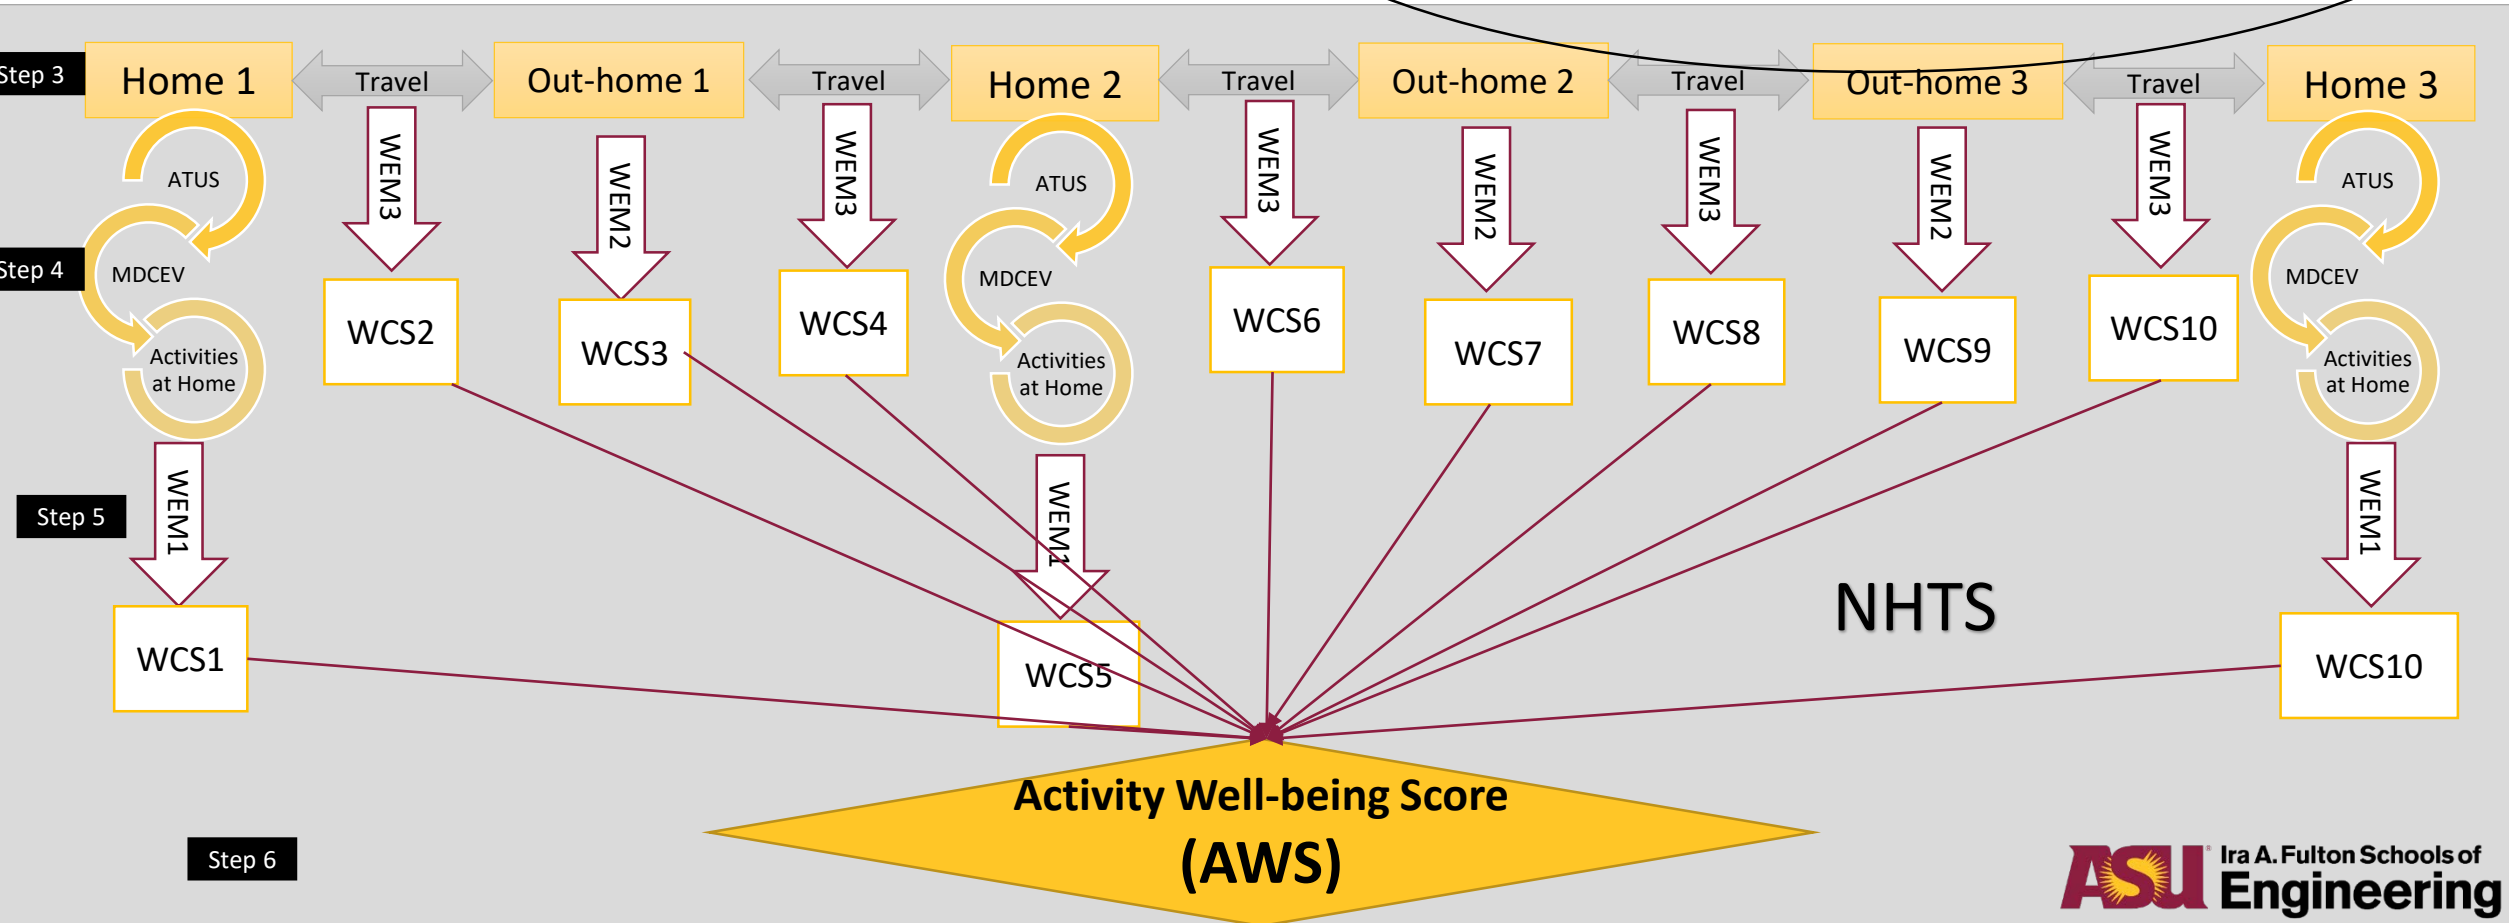 Step 3
Home 1
Travel
Out-home 1
Travel
Home 2
Travel
Out-home 2
Travel
Out-home 3
Travel
Home 3
ATUS
WEM3
WEM2
WEM3
ATUS
WEM3
WEM2
WEM3
WEM2
WEM3
ATUS
Step 4
MDCEV
MDCEV
MDCEV
WCS2
WCS3
WCS4
WCS6
WCS7
WCS8
WCS9
WCS10
Activities
at Home
Activities
at Home
Activities
at Home
Step 5
WEM1
WEM1
WEM1
NHTS
WCS1
WCS5
WCS10
Activity Well-being Score
(AWS)
Step 6
ASU
Ira A. Fulton Schools of
Engineering